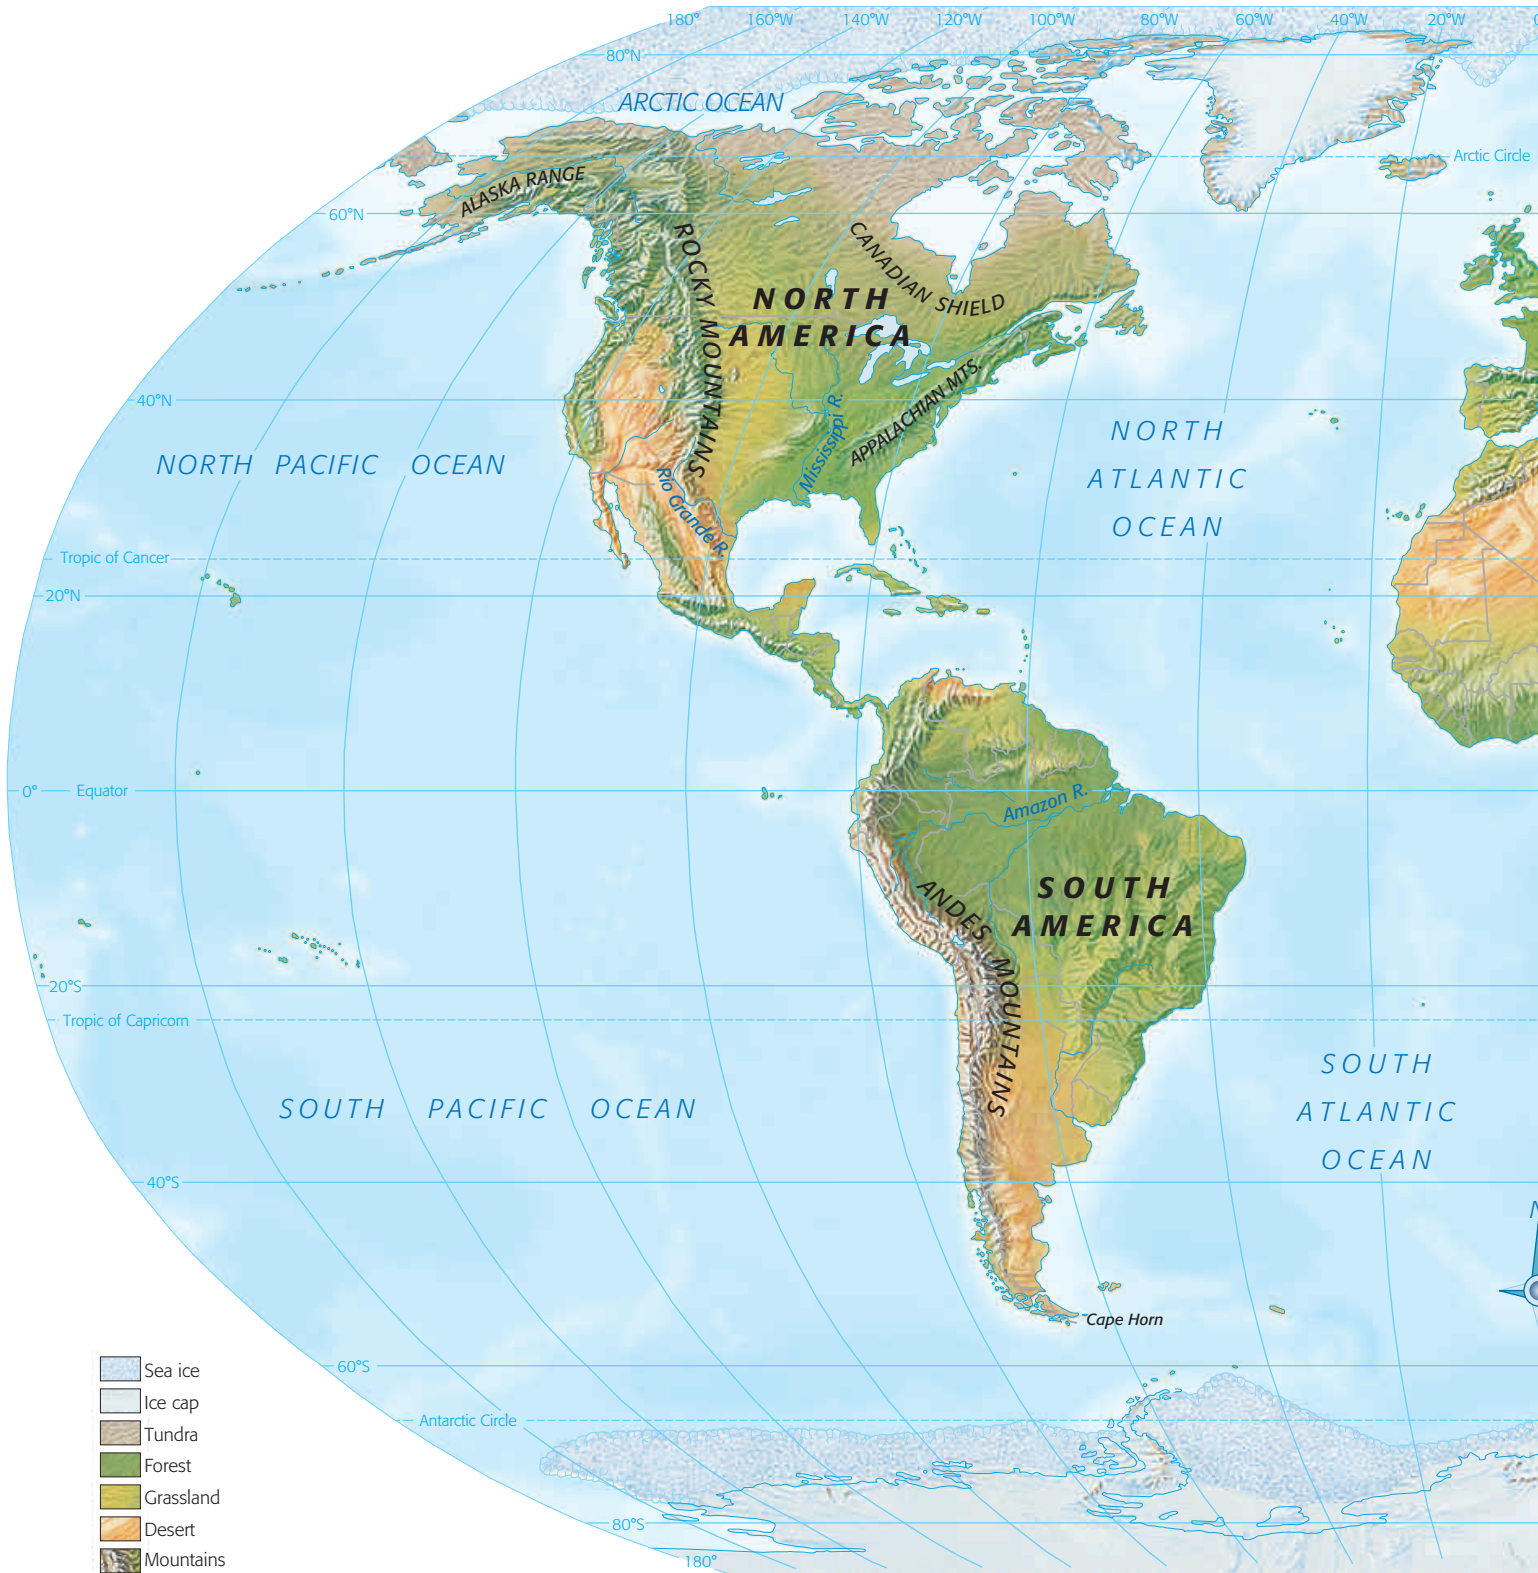 180°
160°W
140°W
120°W
100°W
80°W
60°W
40°W
20°W
80°N
ARCTIC OCEAN
Arctic Circle
ALASKA RANGE
60°N
ROCKY MOUNTAINS
CANADIAN SHIELD
NORTH
AMERICA
APPALACHIAN MTS.
Mississippi R.
40°N
NORTH PACIFIC OCEAN
Rio Grande R.
NORTH
ATLANTIC
OCEAN
Tropic of Cancer
20°N
0°
Equator
Amazon R.
SOUTH
AMERICA
ANDES MOUNTAINS
20°S
Tropic of Capricorn
SOUTH PACIFIC OCEAN
SOUTH
ATLANTIC
OCEAN
40°S
Cape Horn
60°S
Antarctic Circle
80°S
180°
Sea ice
Ice cap
Tundra
Forest
Grassland
Desert
Mountains